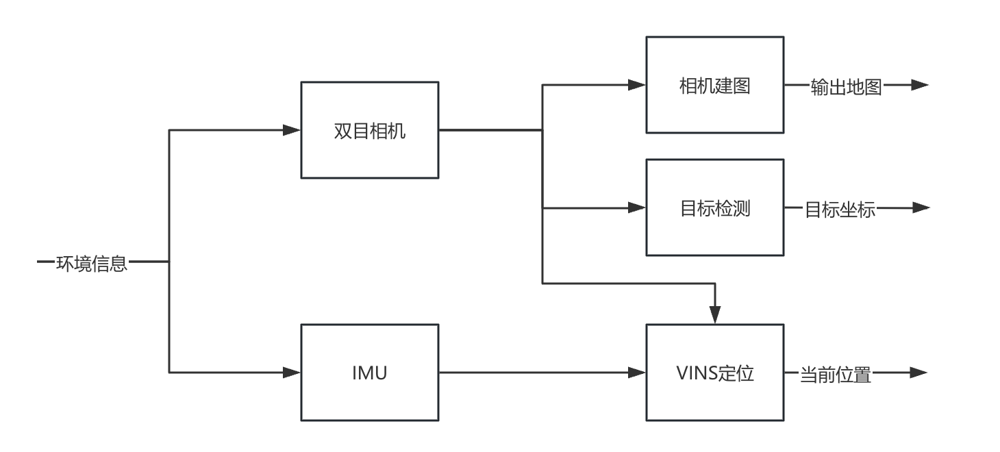 相机建图
输出地图
双目相机
目标检测
目标坐标
环境信息
IMU
VINS定位
当前位置